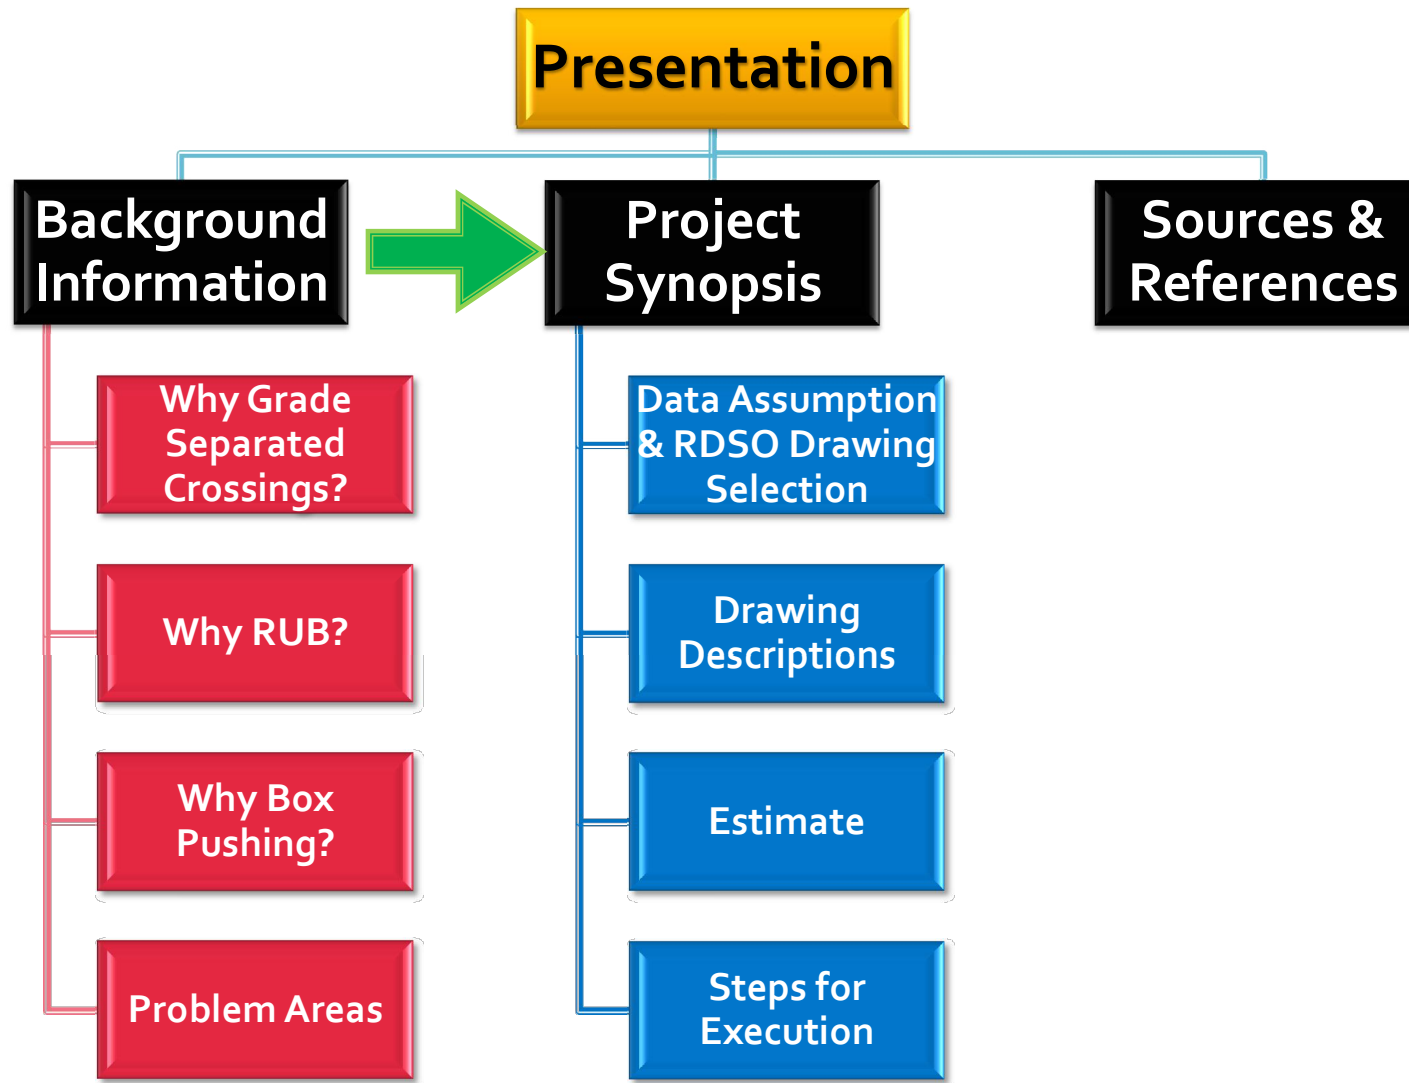 Presentation
Background
Information
Project
Synopsis
Sources &
References
Why Grade
Separated
Crossings?
Why RUB?
Why Box
Pushing?
Problem Areas
Data Assumption
& RDSO Drawing
Selection
Drawing
Descriptions
Estimate
Steps for
Execution